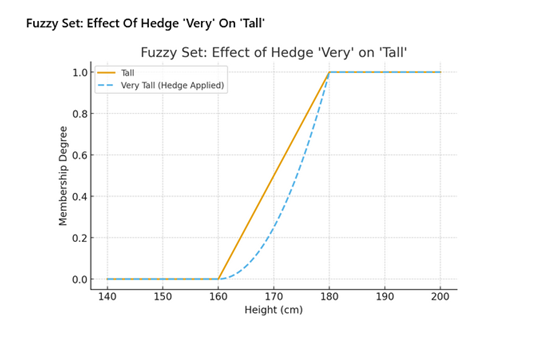 Fuzzy Set: Effect Of Hedge 'Very' On 'Tall'
Fuzzy Set: Effect of Hedge 'Very' on 'Tall'
Tall
Very Tall (Hedge Applied)
Membership Degree
1.0
0.8
0.6
0.4
0.2
0.0
140 150 160 170 180 190 200
Height (cm)